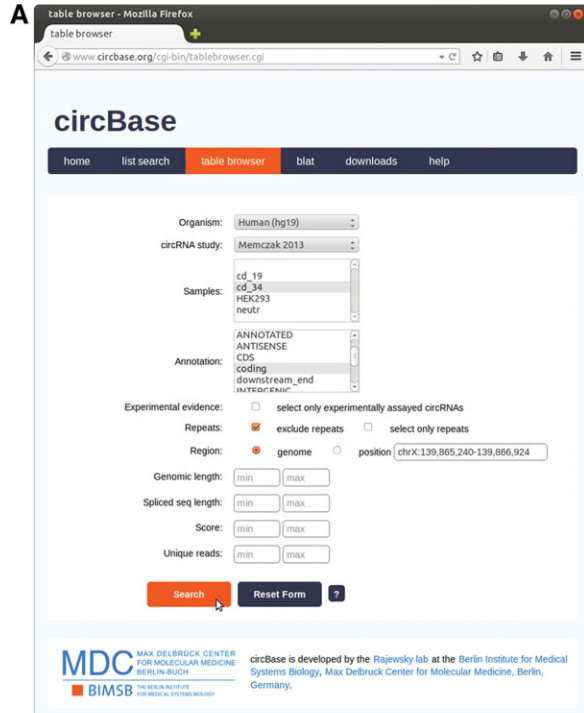 A
table browser - Mozilla Firefox
table browser
www.circbase.org/cgi-bin/tablebrowser.cgi
circBase
home list search table browser blat downloads help
Organism: Human (hg19)
circRNA study: Memczak 2013
Samples:
cd_19
cd_34
HEK293
neutr
Annotation:
ANNOTATED
ANTISENSE
CDS
coding
downstream_end
INTERGENIC
Experimental evidence: select only experimentally assayed circRNAs
Repeats: exclude repeats select only repeats
Region: genome position chrX:139,865,240-139,866,924
Genomic length: min max
Spliced seq length: min max
Score: min max
Unique reads: min max
Search Reset Form ?
MDC MAX DELBRÜCK CENTER
FOR MOLECULAR MEDICINE
BERLIN-BUCH
BIMSB THE BERLIN INSTITUTE
FOR MEDICAL SYSTEMS BIOLOGY
circBase is developed by the Rajewsky lab at the Berlin Institute for Medical
Systems Biology, Max Delbruck Center for Molecular Medicine, Berlin,
Germany.